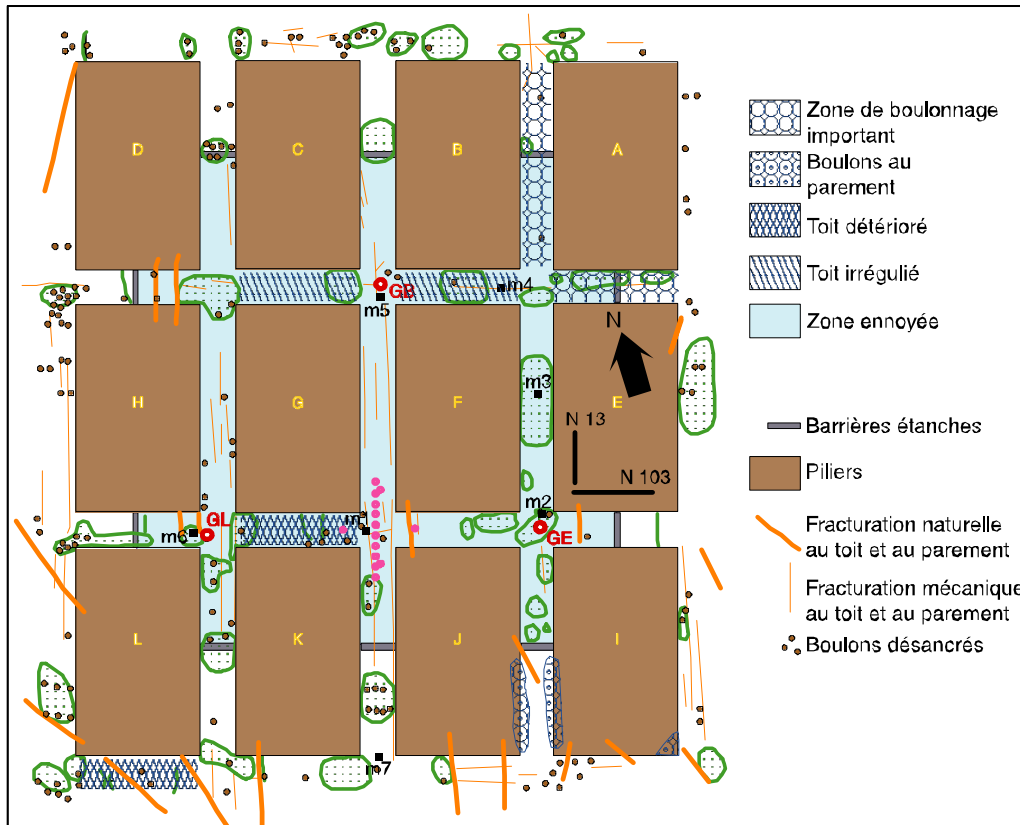 D
C
B
A
Zone de boulonnage
important
Boulons au
parement
Toit détérioré
Toit irrégulié
Zone ennoyée
GB
m4
m5
N
H
G
F
m3
E
N 13
N 103
Barrières étanches
Piliers
m2
GL
m6
m1
GE
Fracturation naturelle
au toit et au parement
Fracturation mécanique
au toit et au parement
Boulons désancrés
L
K
J
I
m7